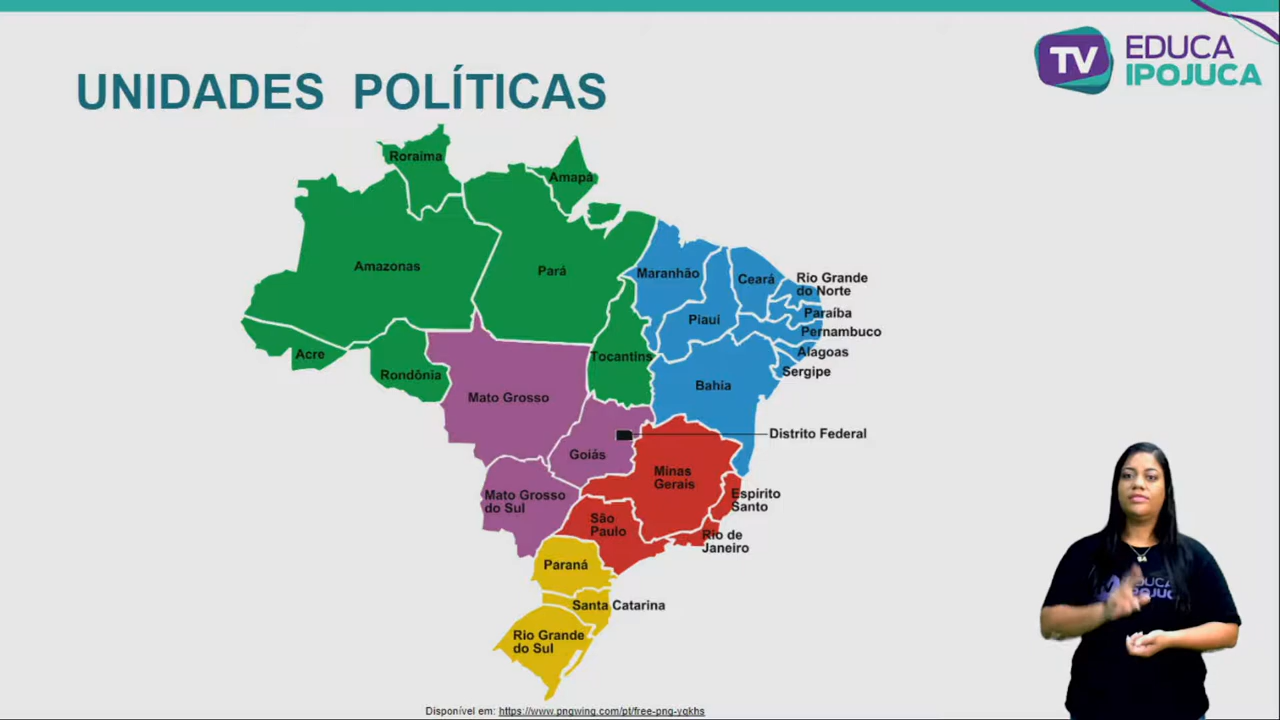 TV EDUCA
IPOJUCA
UNIDADES POLÍTICAS
Roraima
Amapá
Amazonas
Pará
Maranhão
Ceará
Rio Grande
do Norte
Paraíba
Piaui
Pernambuco
Alagoas
Acre
Tocantins
Sergipe
Rondônia
Bahia
Mato Grosso
Distrito Federal
Goiás
Minas
Gerais
Mato Grosso
do Sul
Espírito
Santo
São
Paulo
Rio de
Janeiro
Paraná
Santa Catarina
Rio Grande
do Sul
EDUCA
Disponível em: https://www.pngwing.com/pt/free-png-vqkhs